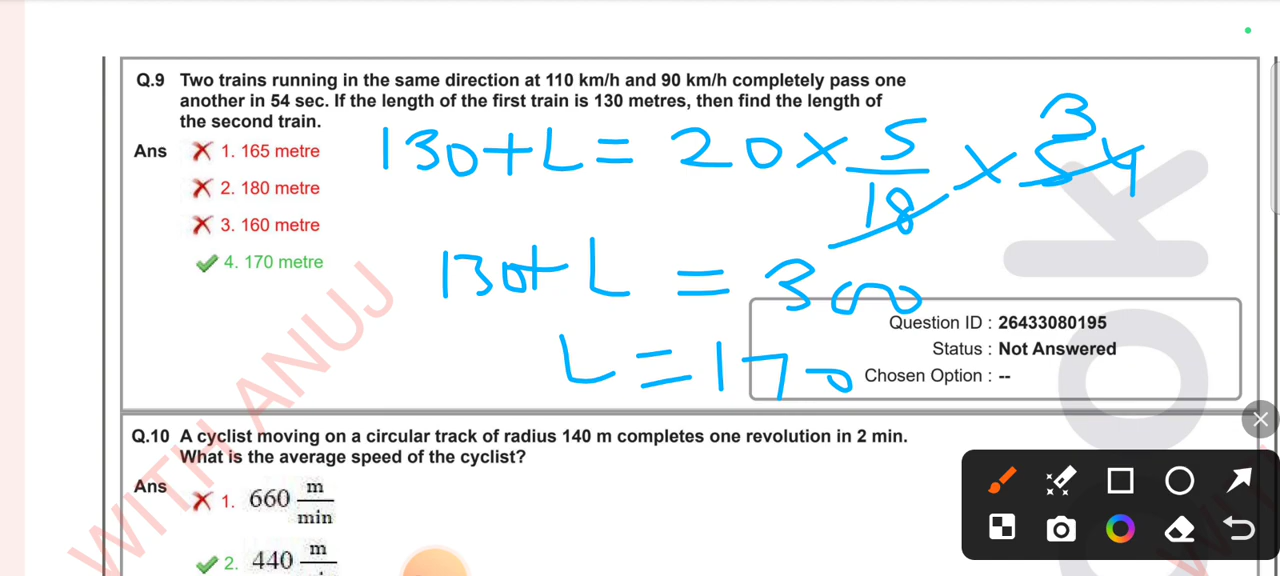 Q.9 Two trains running in the same direction at 110 km/h and 90 km/h completely pass one
another in 54 sec. If the length of the first train is 130 metres, then find the length of
the second train.
130+L = 20 × 5/18 × 54 3
Ans 1. 165 metre
2. 180 metre
3. 160 metre
4. 170 metre
130+L = 300
L = 170
Question ID : 26433080195
Status : Not Answered
Chosen Option : --
Q.10 A cyclist moving on a circular track of radius 140 m completes one revolution in 2 min.
What is the average speed of the cyclist?
Ans 1. 660 m/min
2. 440 m
WITH ANUJ